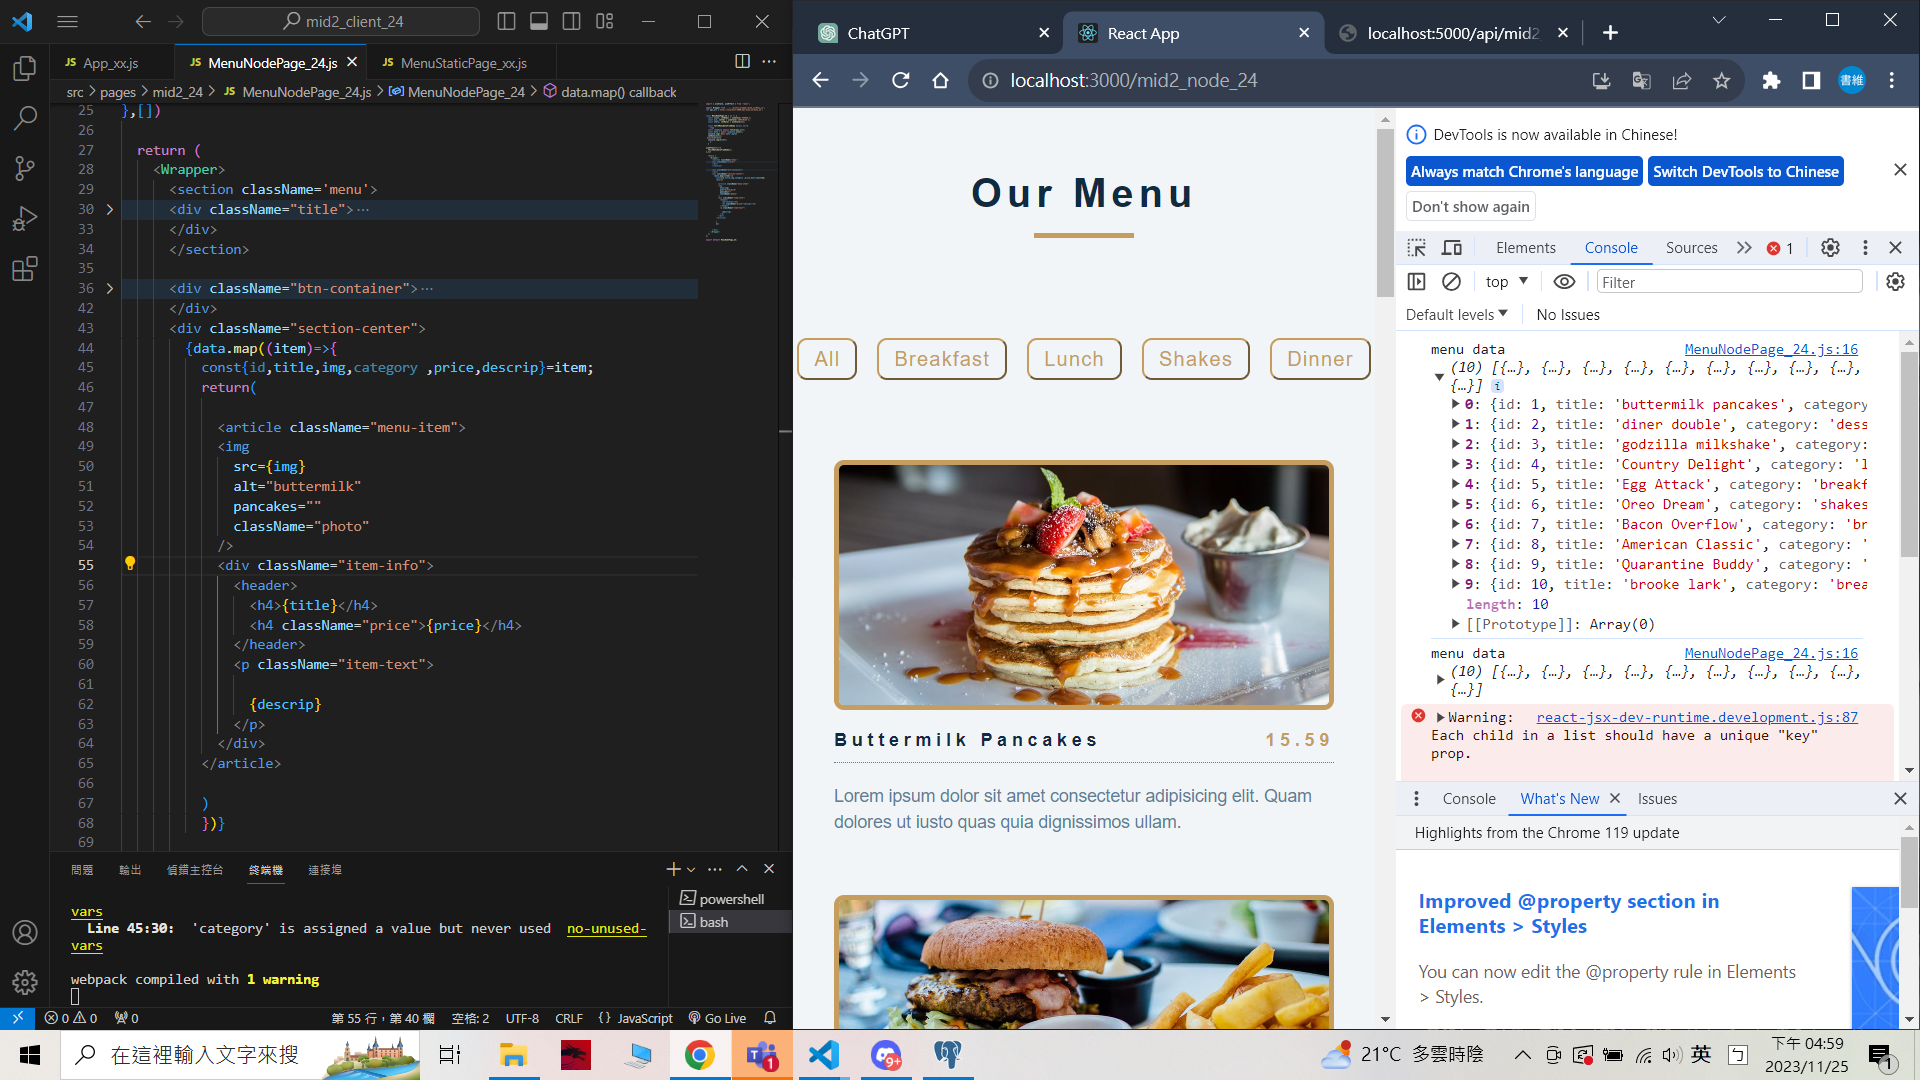 mid2_client_24
JS App_xx.js
JS MenuNodePage_24.js
JS MenuStaticPage_xx.js
src > pages > mid2_24 > JS MenuNodePage_24.js > MenuNodePage_24 > data.map() callback
25 },[])
26
27 return (
28 <Wrapper>
29 <section className='menu'>
30 <div className="title">…
33 </div>
34 </section>
35
36 <div className="btn-container">…
42 </div>
43 <div className="section-center">
44 {data.map((item)=>{
45 const{id,title,img,category ,price,descrip}=item;
46 return(
47
48 <article className="menu-item">
49 <img
50 src={img}
51 alt="buttermilk"
52 pancakes=""
53 className="photo"
54 />
55 <div className="item-info">
56 <header>
57 <h4>{title}</h4>
58 <h4 className="price">{price}</h4>
59 </header>
60 <p className="item-text">
61
62 {descrip}
63 </p>
64 </div>
65 </article>
66
67 )
68 })}
69
問題
輸出
偵錯主控台
終端機
連接埠
powershell
bash
vars
Line 45:30: 'category' is assigned a value but never used no-unused-
vars
webpack compiled with 1 warning
0 0 0
第 55 行，第 40 欄
空格: 2
UTF-8
CRLF
{} JavaScript
Go Live
ChatGPT
React App
localhost:5000/api/mid2_
localhost:3000/mid2_node_24
書維
Our Menu
All
Breakfast
Lunch
Shakes
Dinner
Buttermilk Pancakes 15.59
Lorem ipsum dolor sit amet consectetur adipisicing elit. Quam
dolores ut iusto quas quia dignissimos ullam.
DevTools is now available in Chinese!
Always match Chrome's language
Switch DevTools to Chinese
Don't show again
Elements
Console
Sources
1
top
Filter
Default levels
No Issues
menu data MenuNodePage_24.js:16
(10) [{…}, {…}, {…}, {…}, {…}, {…}, {…}, {…}, {…},
{…}] i
0: {id: 1, title: 'buttermilk pancakes', category
1: {id: 2, title: 'diner double', category: 'dess
2: {id: 3, title: 'godzilla milkshake', category:
3: {id: 4, title: 'Country Delight', category: 'l
4: {id: 5, title: 'Egg Attack', category: 'breakf
5: {id: 6, title: 'Oreo Dream', category: 'shakes
6: {id: 7, title: 'Bacon Overflow', category: 'br
7: {id: 8, title: 'American Classic', category: '
8: {id: 9, title: 'Quarantine Buddy', category: '
9: {id: 10, title: 'brooke lark', category: 'brea
length: 10
[[Prototype]]: Array(0)
menu data MenuNodePage_24.js:16
(10) [{…}, {…}, {…}, {…}, {…}, {…}, {…}, {…}, {…},
{…}]
Warning: react-jsx-dev-runtime.development.js:87
Each child in a list should have a unique "key"
prop.
Console
What's New
Issues
Highlights from the Chrome 119 update
Improved @property section in
Elements > Styles
You can now edit the @property rule in Elements
> Styles.
在這裡輸入文字來搜
1
9+
21°C 多雲時陰
英
ㄅ
下午 04:59
2023/11/25
1